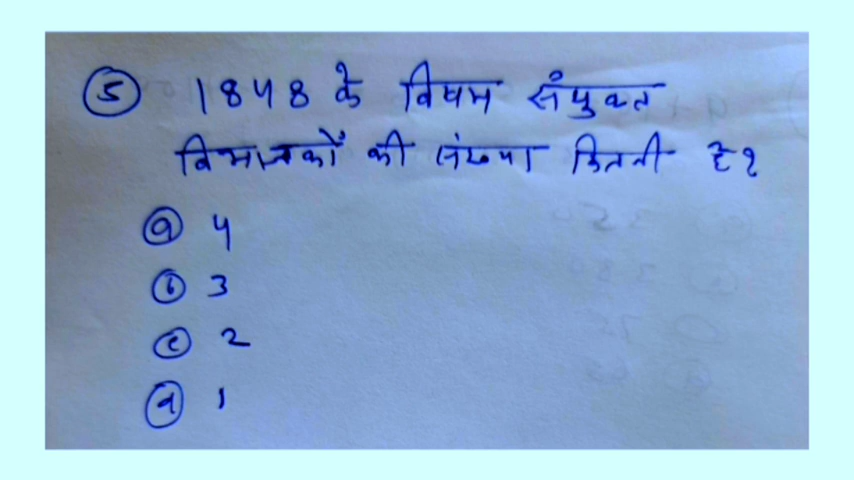 5 1848 के विषम संयुक्त
विभाजकों की संख्या कितनी है?
a 4
b 3
c 2
d 1